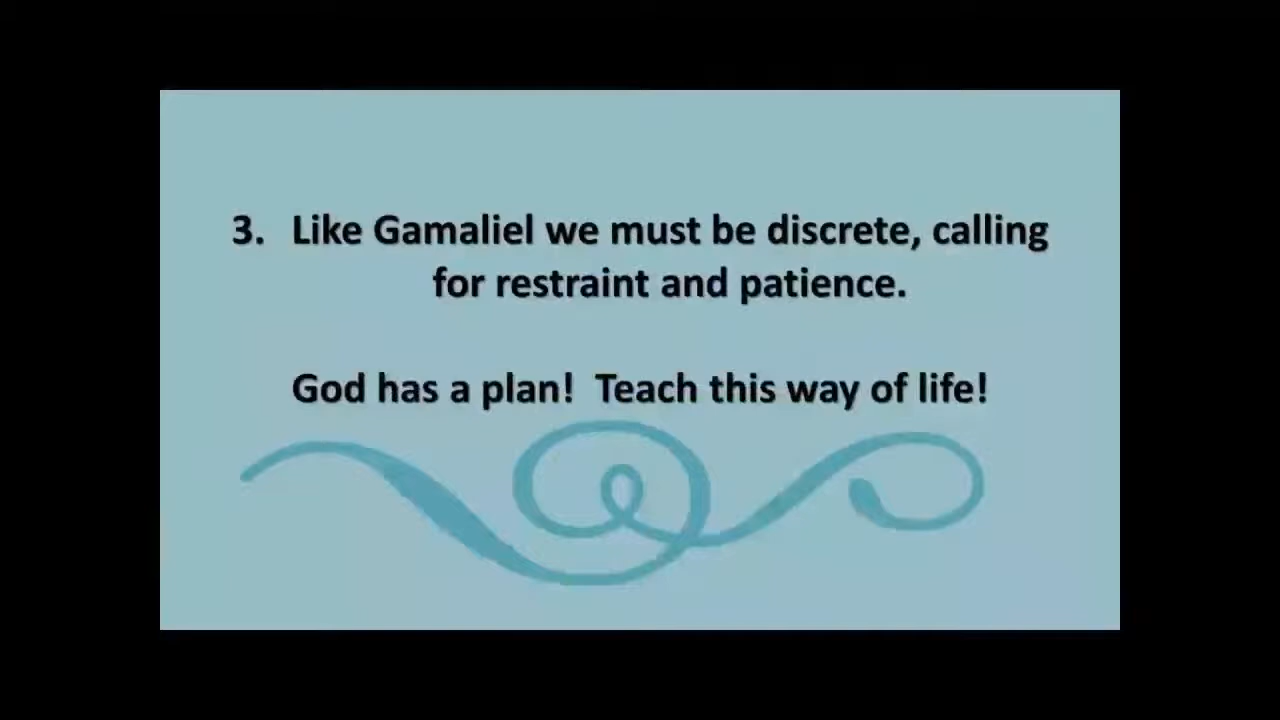 3. Like Gamaliel we must be discrete, calling
for restraint and patience.
God has a plan! Teach this way of life!